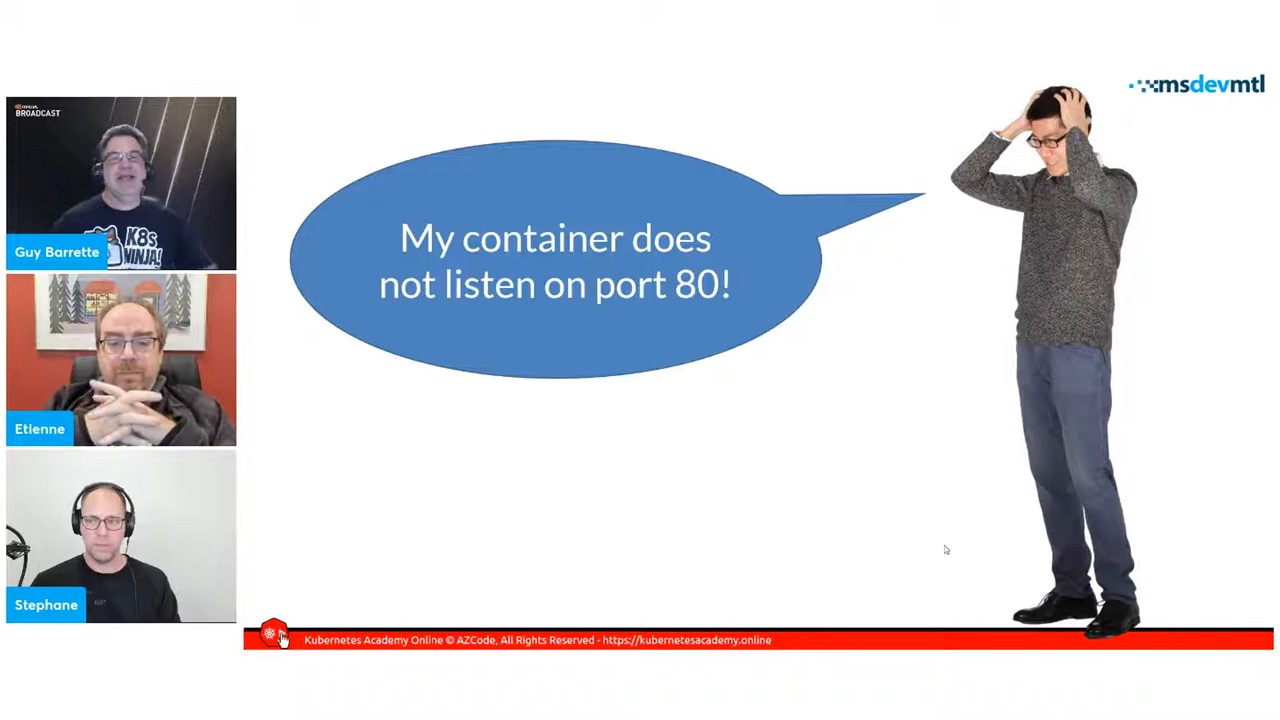 msdevmtl
BROADCAST
K8s
NINJA!
Guy Barrette
My container does
not listen on port 80!
Etienne
Stephane
Kubernetes Academy Online © AZCode, All Rights Reserved - https://kubernetesacademy.online